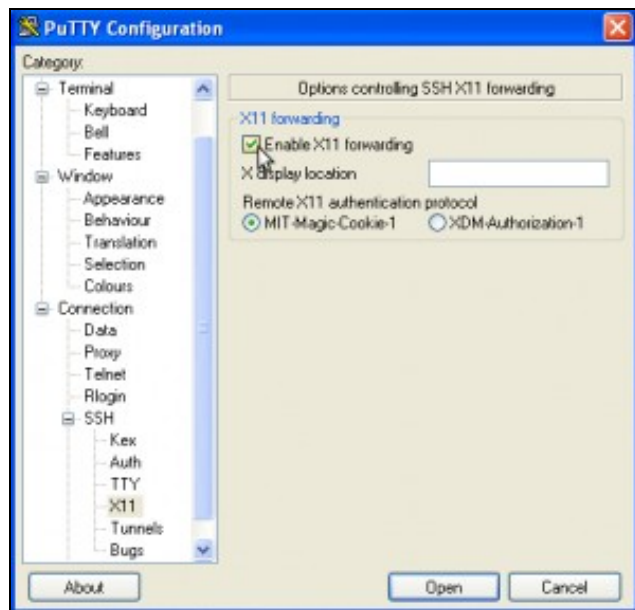 PuTTY Configuration
Category:
Terminal
Keyboard
Bell
Features
Window
Appearance
Behaviour
Translation
Selection
Colours
Connection
Data
Proxy
Telnet
Rlogin
SSH
Kex
Auth
TTY
X11
Tunnels
Bugs
Options controlling SSH X11 forwarding
X11 forwarding
Enable X11 forwarding
X display location
Remote X11 authentication protocol
MIT-Magic-Cookie-1 XDM-Authorization-1
About Open Cancel